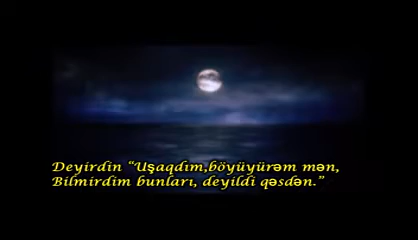 Deyirdin “Uşaqdım,böyüyürəm mən,
Bilmirdim bunları, deyildi qəsdən.”